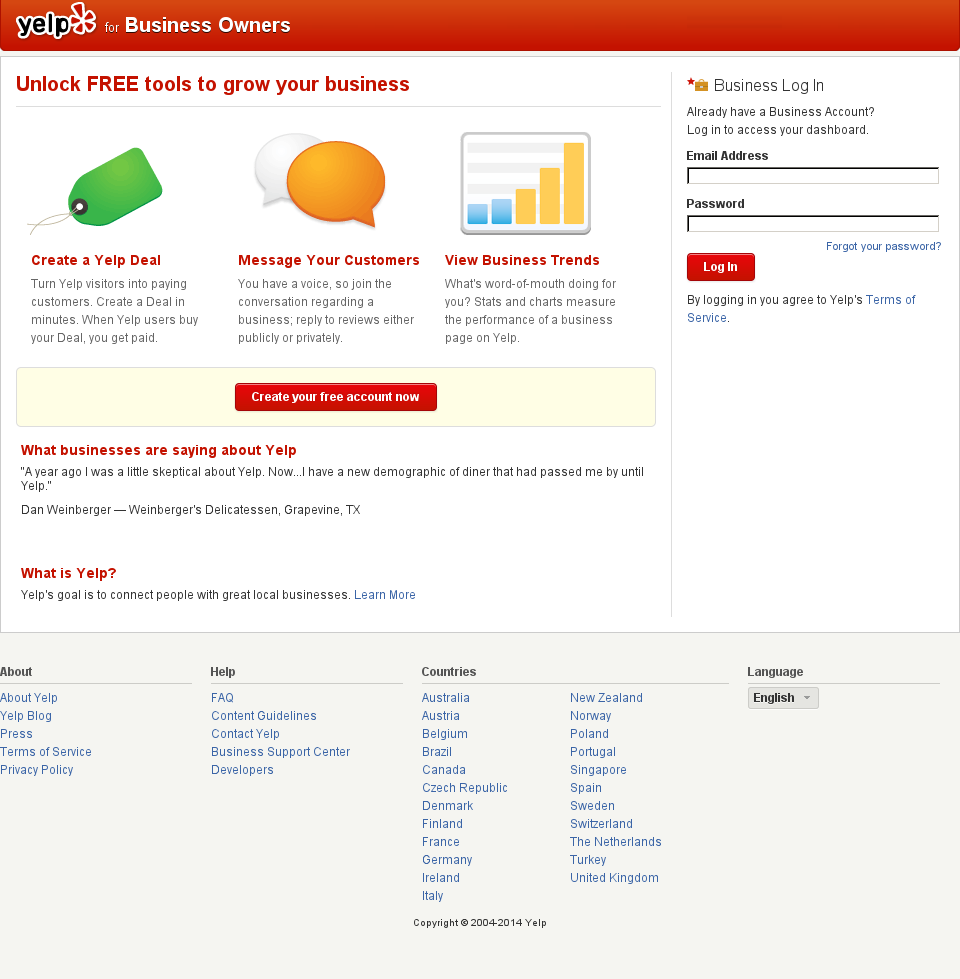 yelp for Business Owners
Unlock FREE tools to grow your business
Create a Yelp Deal
Turn Yelp visitors into paying
customers. Create a Deal in
minutes. When Yelp users buy
your Deal, you get paid.
Message Your Customers
You have a voice, so join the
conversation regarding a
business; reply to reviews either
publicly or privately.
View Business Trends
What's word-of-mouth doing for
you? Stats and charts measure
the performance of a business
page on Yelp.
Create your free account now
What businesses are saying about Yelp
"A year ago I was a little skeptical about Yelp. Now...I have a new demographic of diner that had passed me by until
Yelp."
Dan Weinberger — Weinberger's Delicatessen, Grapevine, TX
What is Yelp?
Yelp's goal is to connect people with great local businesses. Learn More
Business Log In
Already have a Business Account?
Log in to access your dashboard.
Email Address
Password
Forgot your password?
Log In
By logging in you agree to Yelp's Terms of
Service.
About
About Yelp
Yelp Blog
Press
Terms of Service
Privacy Policy
Help
FAQ
Content Guidelines
Contact Yelp
Business Support Center
Developers
Countries
Australia
Austria
Belgium
Brazil
Canada
Czech Republic
Denmark
Finland
France
Germany
Ireland
Italy
New Zealand
Norway
Poland
Portugal
Singapore
Spain
Sweden
Switzerland
The Netherlands
Turkey
United Kingdom
Language
English
Copyright © 2004-2014 Yelp